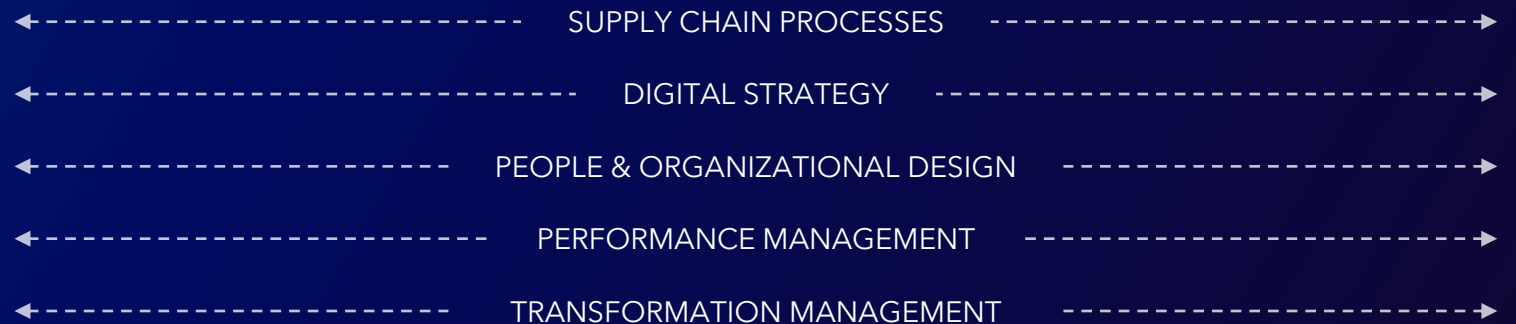 SUPPLY CHAIN PROCESSES
DIGITAL STRATEGY
PEOPLE & ORGANIZATIONAL DESIGN
PERFORMANCE MANAGEMENT
TRANSFORMATION MANAGEMENT